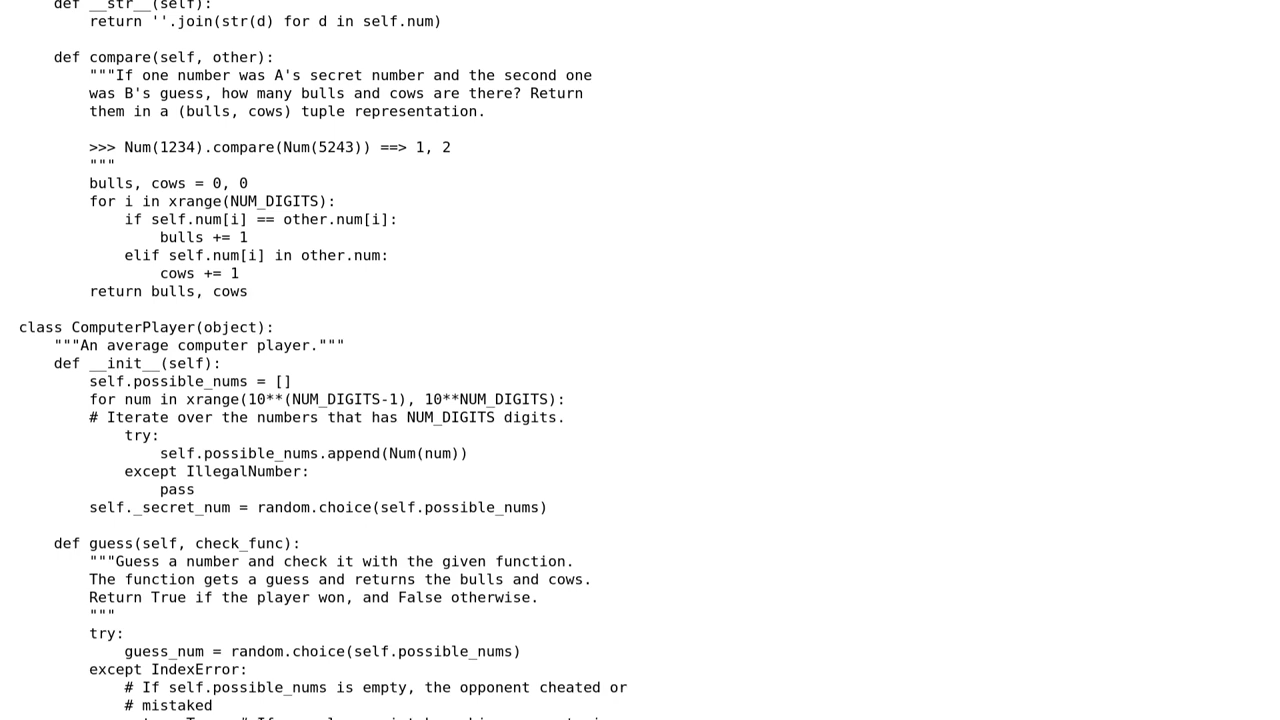 def __str__(self):
        return ''.join(str(d) for d in self.num)

    def compare(self, other):
        """If one number was A's secret number and the second one
        was B's guess, how many bulls and cows are there? Return
        them in a (bulls, cows) tuple representation.

        >>> Num(1234).compare(Num(5243)) ==> 1, 2
        """
        bulls, cows = 0, 0
        for i in xrange(NUM_DIGITS):
            if self.num[i] == other.num[i]:
                bulls += 1
            elif self.num[i] in other.num:
                cows += 1
        return bulls, cows

class ComputerPlayer(object):
    """An average computer player."""
    def __init__(self):
        self.possible_nums = []
        for num in xrange(10**(NUM_DIGITS-1), 10**NUM_DIGITS):
        # Iterate over the numbers that has NUM_DIGITS digits.
            try:
                self.possible_nums.append(Num(num))
            except IllegalNumber:
                pass
        self._secret_num = random.choice(self.possible_nums)

    def guess(self, check_func):
        """Guess a number and check it with the given function.
        The function gets a guess and returns the bulls and cows.
        Return True if the player won, and False otherwise.
        """
        try:
            guess_num = random.choice(self.possible_nums)
        except IndexError:
            # If self.possible_nums is empty, the opponent cheated or
            # mistaked